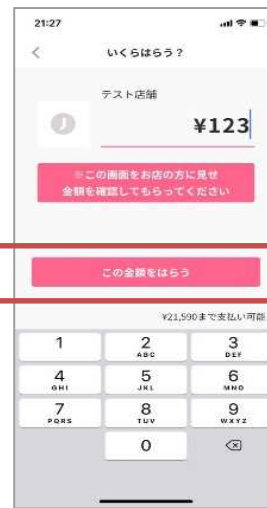 21:27
いくらはらう？
テスト店舗
¥123
※この画面をお店の方に見せ
金額を確認してもらってください
この金額をはらう
¥21,590まで支払い可能
1
2
ABC
3
DEF
4
GHI
5
JKL
6
MNO
7
PQRS
8
TUV
9
WXYZ
0